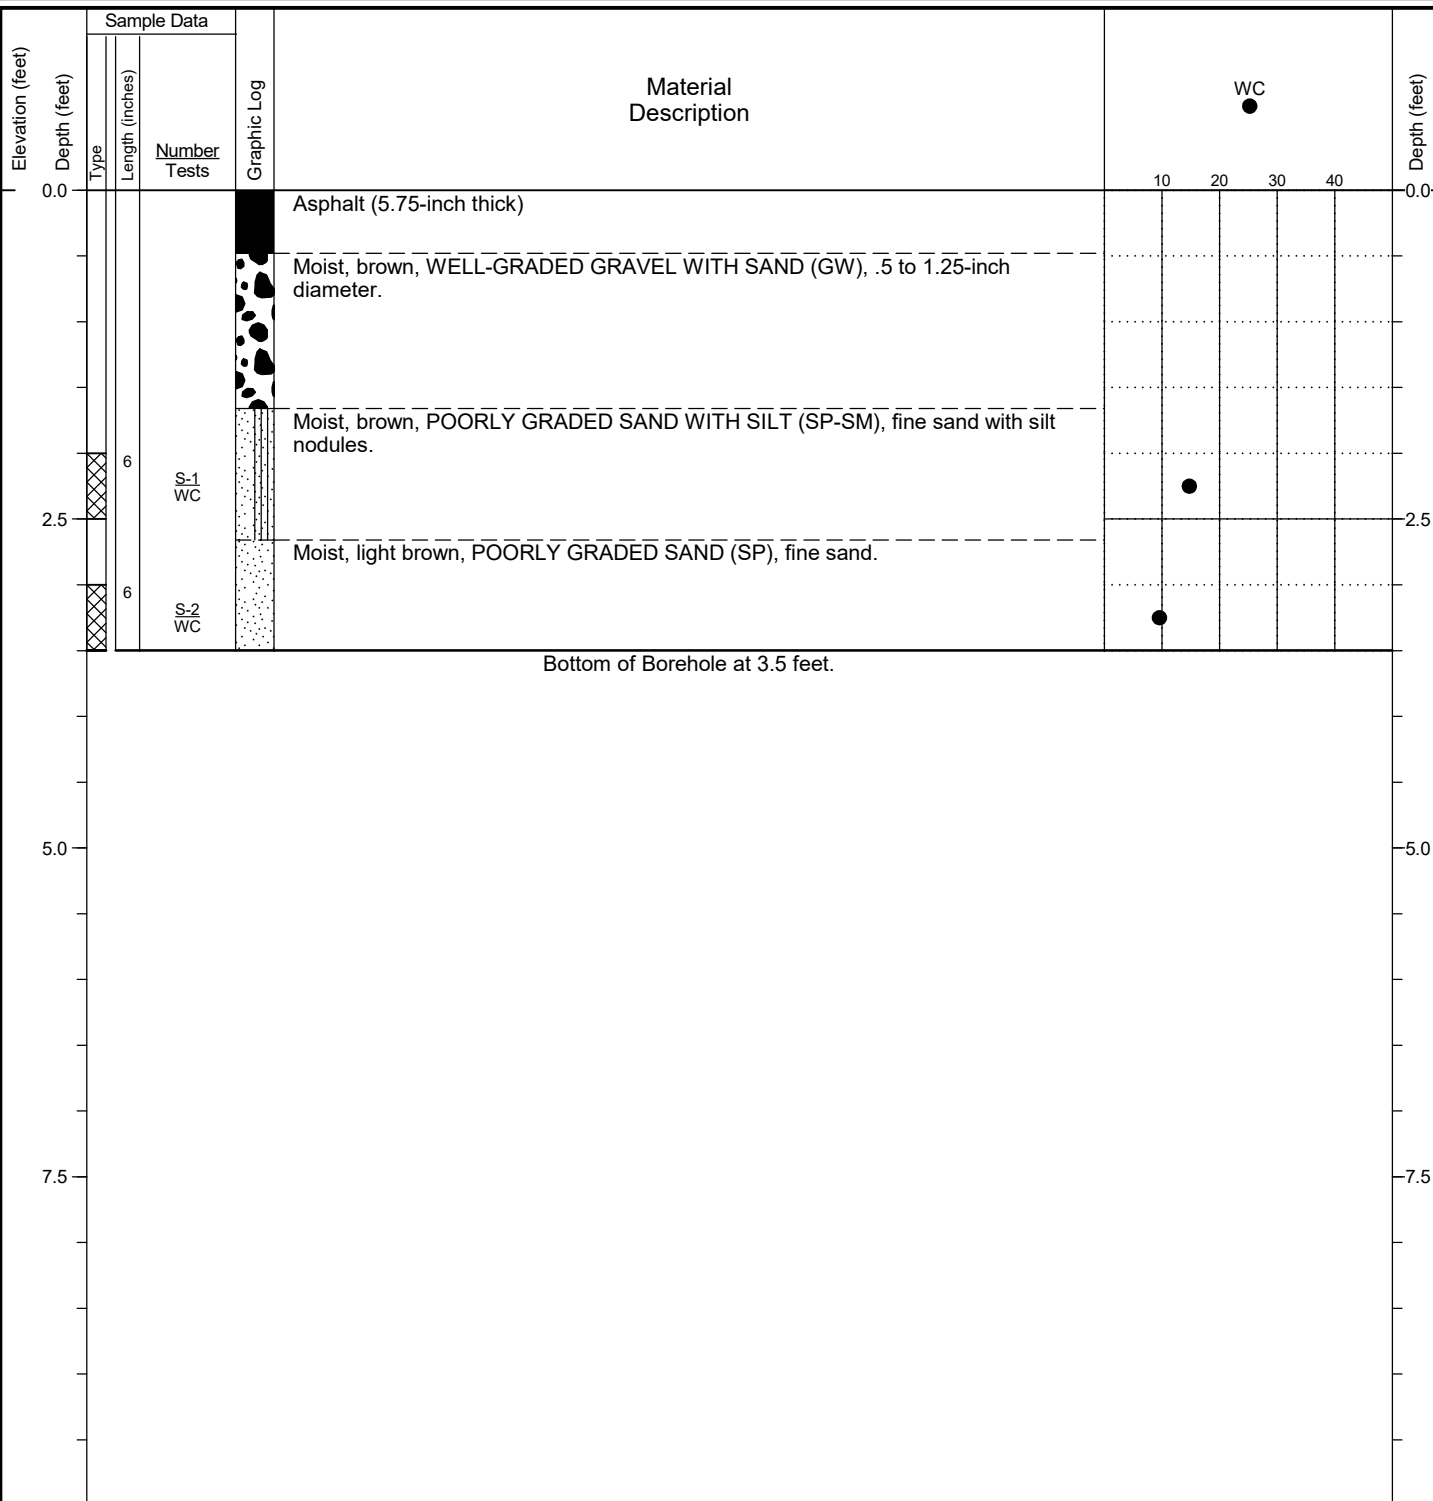 Sample Data
Elevation (feet)
Depth (feet)
Type
Length (inches)
Number
Tests
Graphic Log
Material
Description
WC
Depth (feet)
10 20 30 40
0.0
0.0
Asphalt (5.75-inch thick)
Moist, brown, WELL-GRADED GRAVEL WITH SAND (GW), .5 to 1.25-inch
diameter.
Moist, brown, POORLY GRADED SAND WITH SILT (SP-SM), fine sand with silt
nodules.
6
S-1
WC
2.5
2.5
Moist, light brown, POORLY GRADED SAND (SP), fine sand.
6
S-2
WC
Bottom of Borehole at 3.5 feet.
5.0
5.0
7.5
7.5